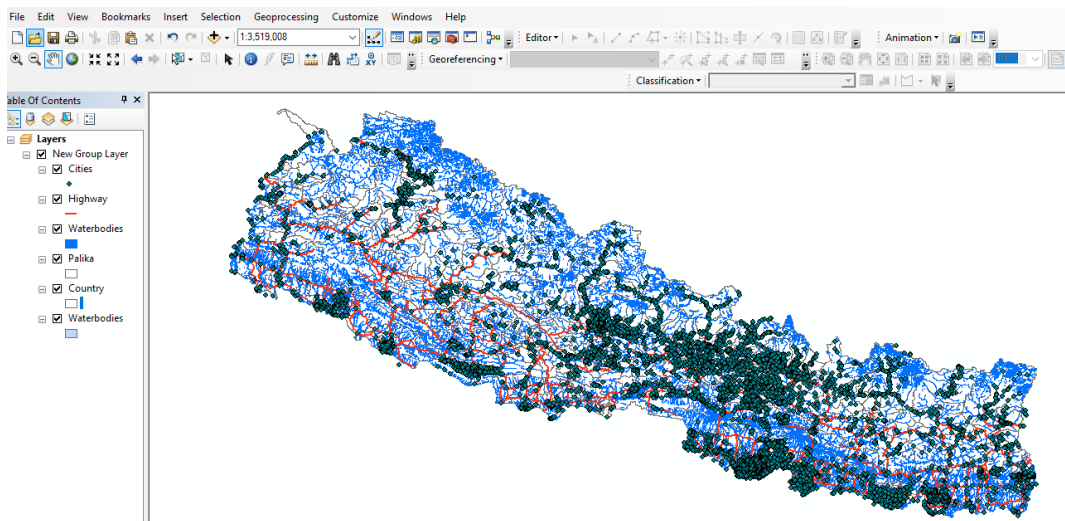 File Edit View Bookmarks Insert Selection Geoprocessing Customize Windows Help
1:3,519,008 Editor Animation
Georeferencing
Classification
Table Of Contents
Layers
New Group Layer
Cities
Highway
Waterbodies
Palika
Country
Waterbodies